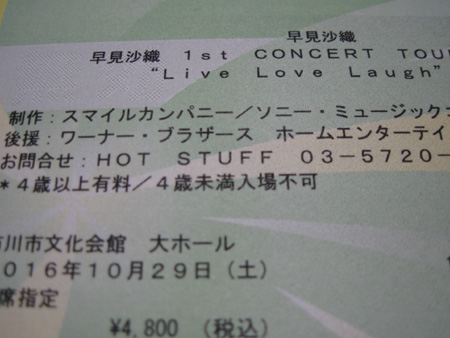 早見沙織
早見沙織 1st CONCERT TOU
“Live Love Laugh”
制作：スマイルカンパニー／ソニー・ミュージック
後援：ワーナー・ブラザース ホームエンターテイ
お問合せ：HOT STUFF 03－5720－
*４歳以上有料／４歳未満入場不可
市川市文化会館 大ホール
2016年10月29日（土）
席指定
¥4,800 （税込）